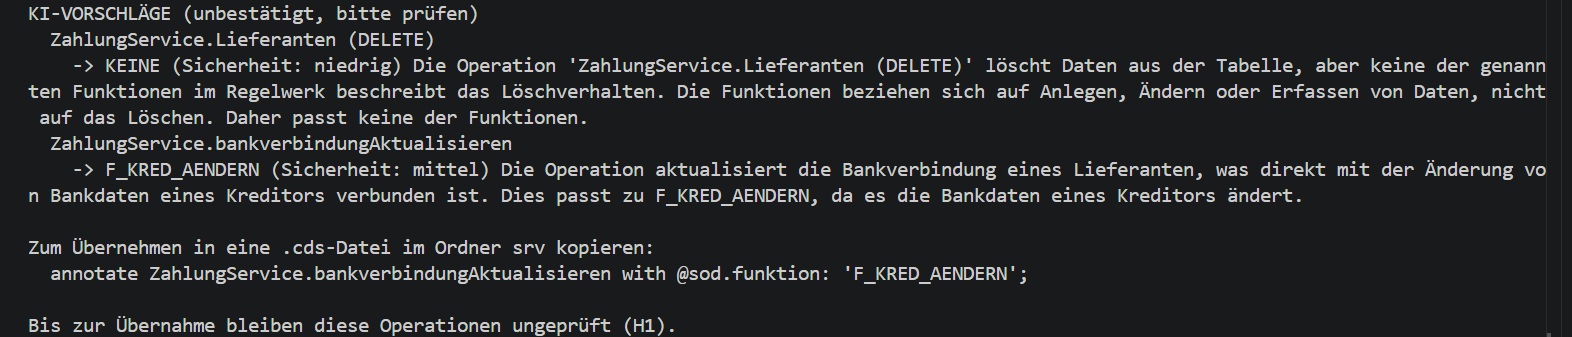 KI-VORSCHLÄGE (unbestätigt, bitte prüfen)
ZahlungService.Lieferanten (DELETE)
-> KEINE (Sicherheit: niedrig) Die Operation 'ZahlungService.Lieferanten (DELETE)' löscht Daten aus der Tabelle, aber keine der genann
ten Funktionen im Regelwerk beschreibt das Löschverhalten. Die Funktionen beziehen sich auf Anlegen, Ändern oder Erfassen von Daten, nicht
auf das Löschen. Daher passt keine der Funktionen.
ZahlungService.bankverbindungAktualisieren
-> F_KRED_AENDERN (Sicherheit: mittel) Die Operation aktualisiert die Bankverbindung eines Lieferanten, was direkt mit der Änderung vo
n Bankdaten eines Kreditors verbunden ist. Dies passt zu F_KRED_AENDERN, da es die Bankdaten eines Kreditors ändert.
Zum Übernehmen in eine .cds-Datei im Ordner srv kopieren:
annotate ZahlungService.bankverbindungAktualisieren with @sod.funktion: 'F_KRED_AENDERN';
Bis zur Übernahme bleiben diese Operationen ungeprüft (H1).